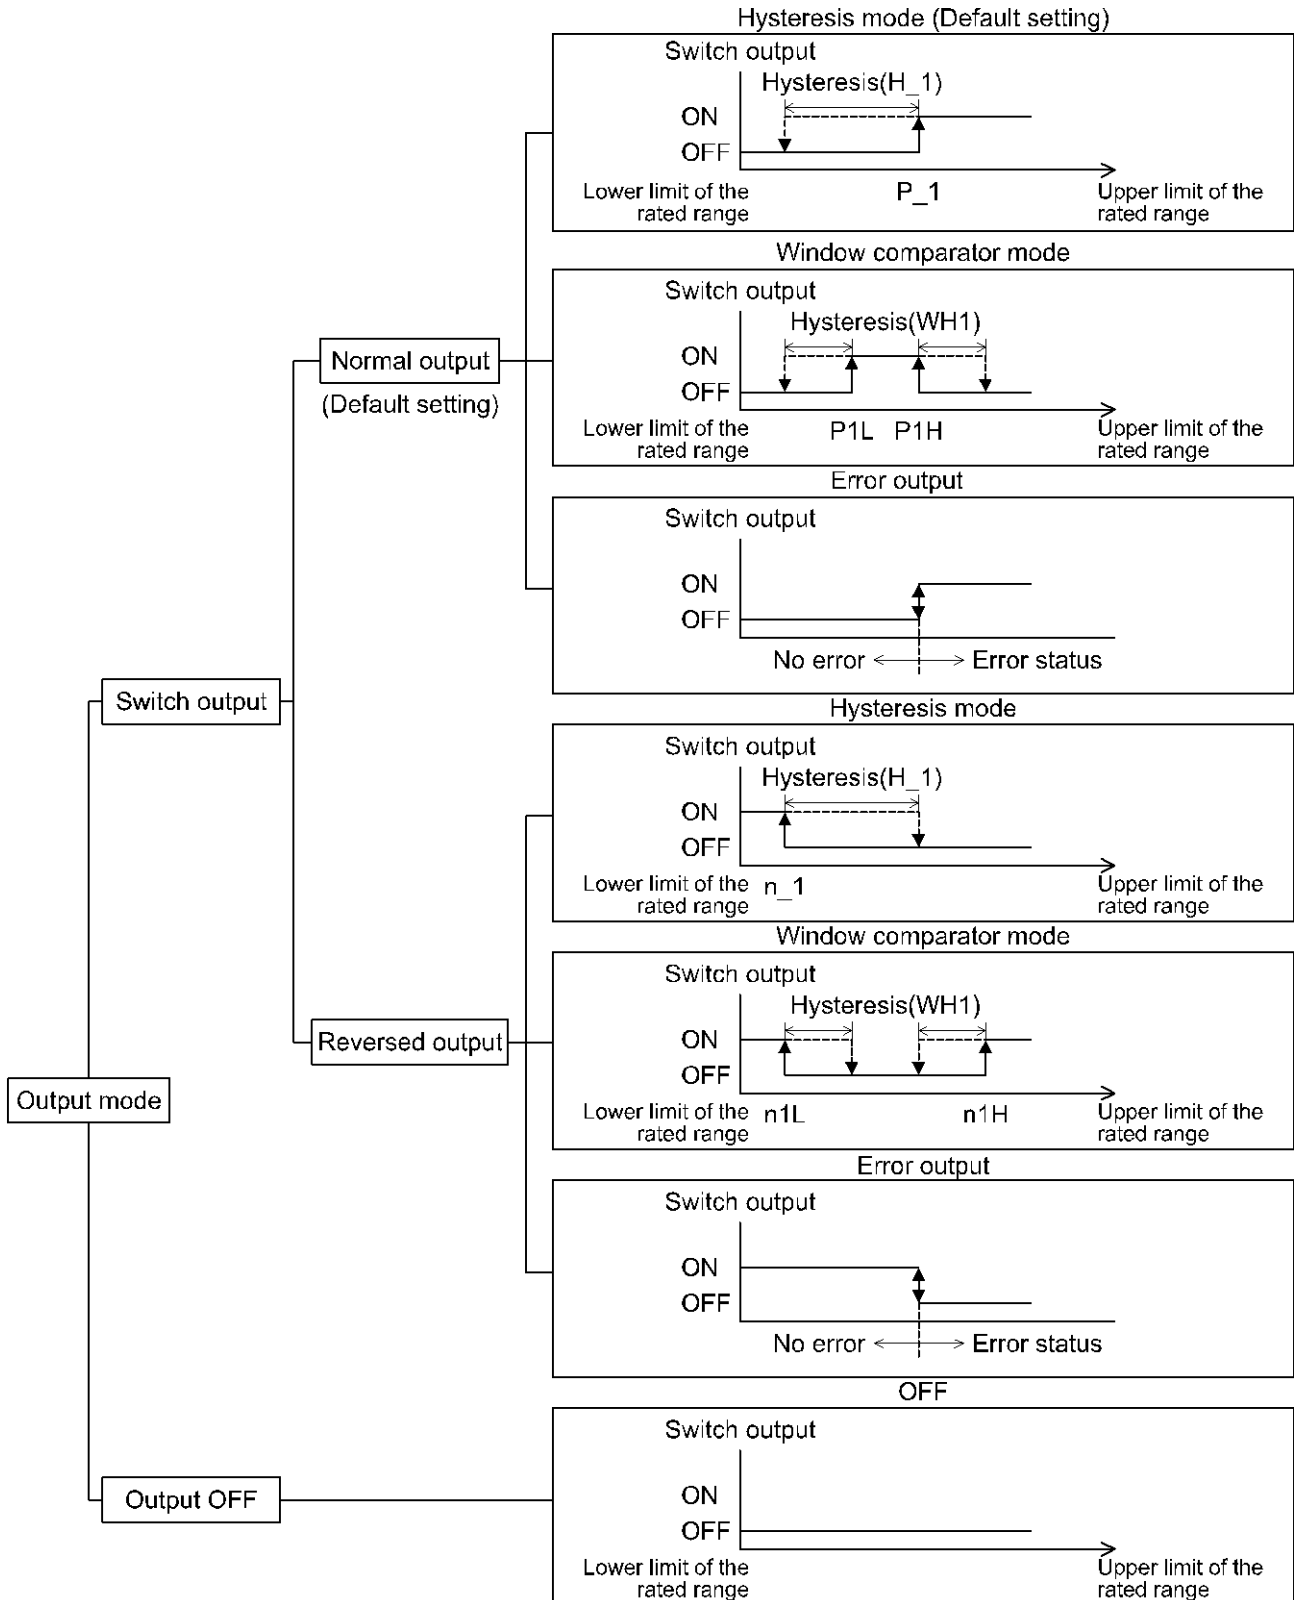 Hysteresis mode (Default setting)
Switch output
Hysteresis(H_1)
ON
OFF
Lower limit of the
rated range
P_1
Upper limit of the
rated range
Window comparator mode
Switch output
Hysteresis(WH1)
ON
OFF
Lower limit of the
rated range
P1L P1H
Upper limit of the
rated range
Normal output
(Default setting)
Error output
Switch output
ON
OFF
No error
Error status
Switch output
Hysteresis mode
Switch output
Hysteresis(H_1)
ON
OFF
Lower limit of the
rated range
n_1
Upper limit of the
rated range
Window comparator mode
Switch output
Hysteresis(WH1)
ON
OFF
Lower limit of the
rated range
n1L
n1H
Upper limit of the
rated range
Reversed output
Output mode
Error output
Switch output
ON
OFF
No error
Error status
OFF
Switch output
ON
OFF
Lower limit of the
rated range
Upper limit of the
rated range
Output OFF